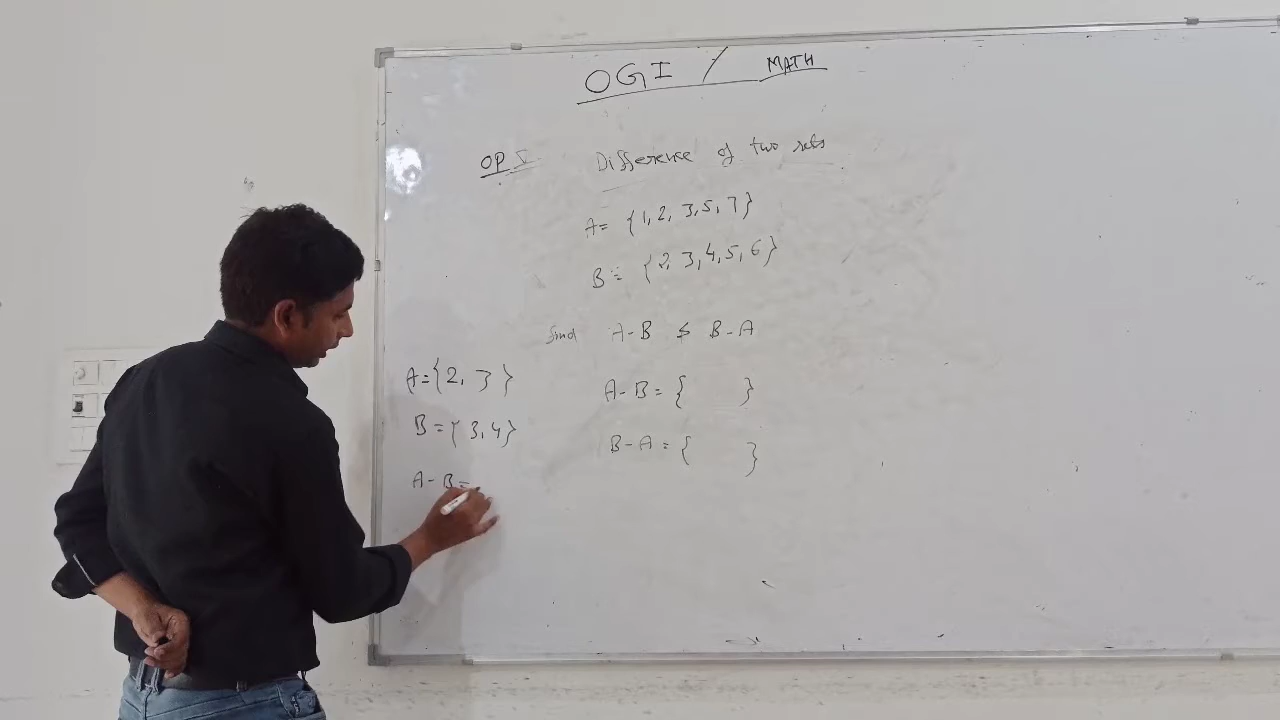 OGI / MATH
OP V Difference of two sets
A = {1, 2, 3, 5, 7}
B = {2, 3, 4, 5, 6}
find A - B & B - A
A - B = { }
B - A = { }
A = {2, 3}
B = {3, 4}
A - B =